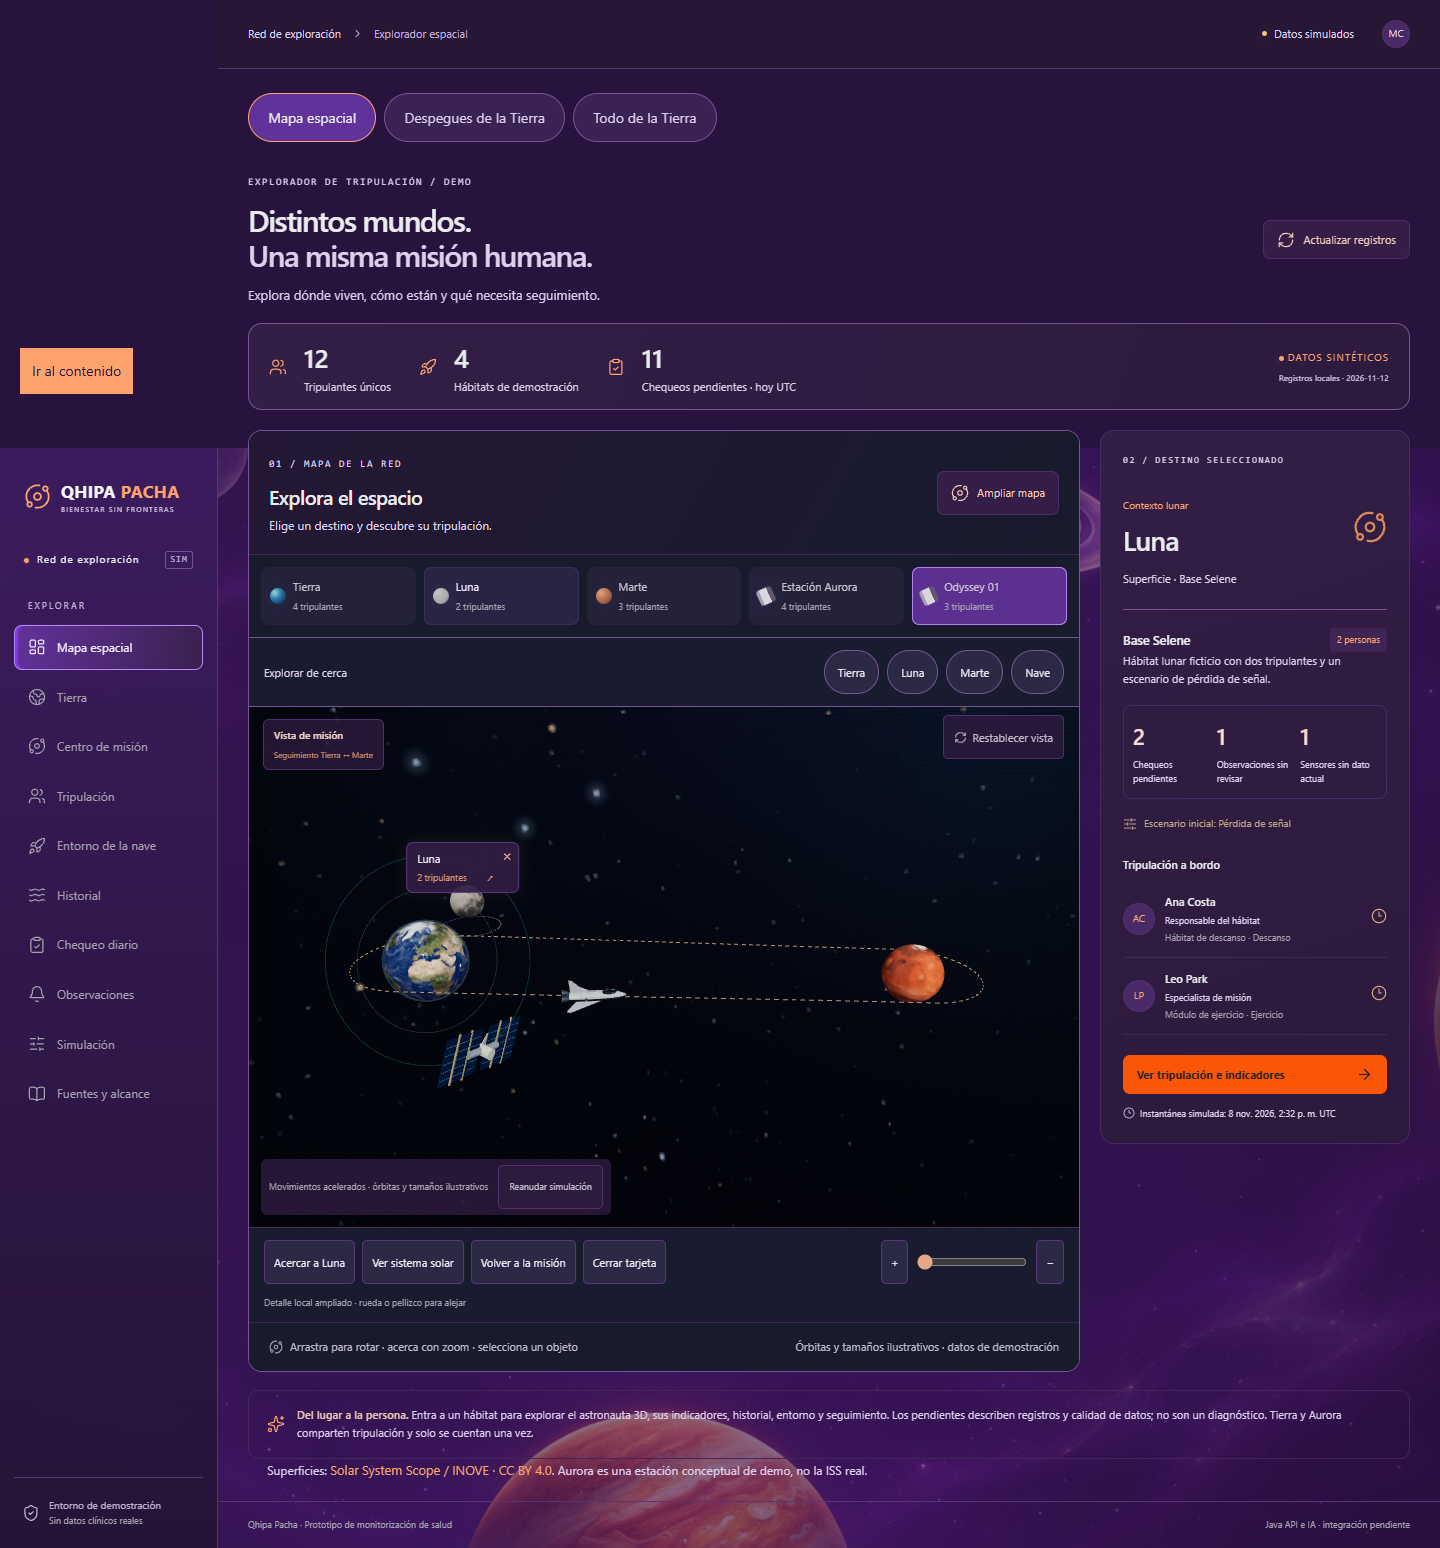 Red de exploración
Explorador espacial
Datos simulados
MC
Mapa espacial
Despegues de la Tierra
Todo de la Tierra
EXPLORADOR DE TRIPULACIÓN / DEMO
Distintos mundos.
Una misma misión humana.
Explora dónde viven, cómo están y qué necesita seguimiento.
Actualizar registros
Ir al contenido
12
Tripulantes únicos
4
Hábitats de demostración
11
Chequeos pendientes · hoy UTC
DATOS SINTÉTICOS
Registros locales · 2026-11-12
QHIPA PACHA
BIENESTAR SIN FRONTERAS
Red de exploración
SIM
EXPLORAR
Mapa espacial
Tierra
Centro de misión
Tripulación
Entorno de la nave
Historial
Chequeo diario
Observaciones
Simulación
Fuentes y alcance
Entorno de demostración
Sin datos clínicos reales
01 / MAPA DE LA RED
Explora el espacio
Elige un destino y descubre su tripulación.
Ampliar mapa
Tierra
4 tripulantes
Luna
2 tripulantes
Marte
3 tripulantes
Estación Aurora
4 tripulantes
Odyssey 01
3 tripulantes
Explorar de cerca
Tierra
Luna
Marte
Nave
Vista de misión
Seguimiento Tierra ↔ Marte
Restablecer vista
Luna ×
2 tripulantes ↗
Movimientos acelerados · órbitas y tamaños ilustrativos
Reanudar simulación
Acercar a Luna
Ver sistema solar
Volver a la misión
Cerrar tarjeta
+
−
Detalle local ampliado · rueda o pellizco para alejar
Arrastra para rotar · acerca con zoom · selecciona un objeto
Órbitas y tamaños ilustrativos · datos de demostración
02 / DESTINO SELECCIONADO
Contexto lunar
Luna
Superficie · Base Selene
Base Selene
2 personas
Hábitat lunar ficticio con dos tripulantes y un
escenario de pérdida de señal.
2
Chequeos
pendientes
1
Observaciones sin
revisar
1
Sensores sin dato
actual
Escenario inicial: Pérdida de señal
Tripulación a bordo
AC
Ana Costa
Responsable del hábitat
Hábitat de descanso · Descanso
LP
Leo Park
Especialista de misión
Módulo de ejercicio · Ejercicio
Ver tripulación e indicadores
Instantánea simulada: 8 nov. 2026, 2:32 p. m. UTC
Del lugar a la persona. Entra a un hábitat para explorar el astronauta 3D, sus indicadores, historial, entorno y seguimiento. Los pendientes describen registros y calidad de datos; no son un diagnóstico. Tierra y Aurora
comparten tripulación y solo se cuentan una vez.
Superficies: Solar System Scope / INOVE · CC BY 4.0. Aurora es una estación conceptual de demo, no la ISS real.
Qhipa Pacha · Prototipo de monitorización de salud
Java API e IA · integración pendiente